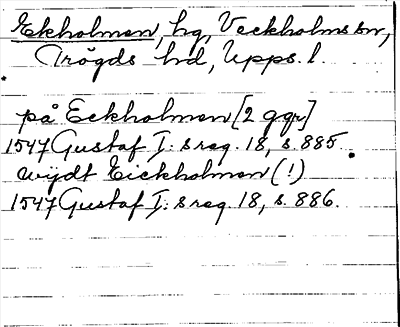 Ekholmen, hg, Veckholms sn,
Trögds hd, Upps. l.
på Eckholmen [2 ggr]
1547 Gustaf I:s reg. 18, s. 885.
wijdt Eickholmen (!)
1547 Gustaf I:s reg. 18, s. 886.